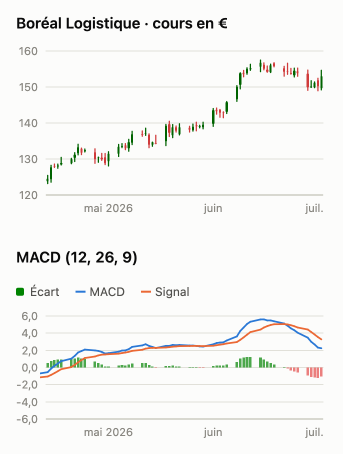 Boréal Logistique · cours en €
160
150
140
130
120
mai 2026 juin juil.
MACD (12, 26, 9)
Écart MACD Signal
6,0
4,0
2,0
0,0
−2,0
−4,0
−6,0
mai 2026 juin juil.